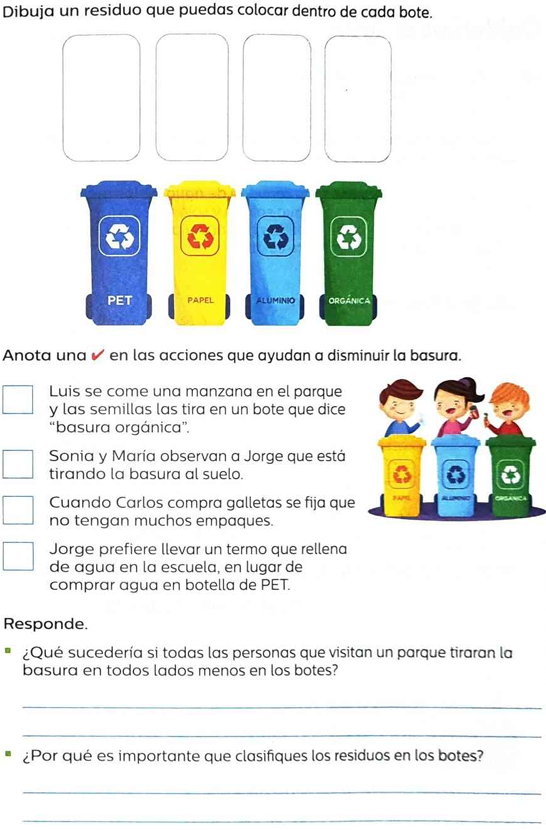 Dibuja un residuo que puedas colocar dentro de cada bote.
PET
PAPEL
ALUMINIO
ORGÁNICA
Anota una ✔ en las acciones que ayudan a disminuir la basura.
Luis se come una manzana en el parque
y las semillas las tira en un bote que dice
“basura orgánica”.
Sonia y María observan a Jorge que está
tirando la basura al suelo.
Cuando Carlos compra galletas se fija que
no tengan muchos empaques.
Jorge prefiere llevar un termo que rellena
de agua en la escuela, en lugar de
comprar agua en botella de PET.
PAPEL
ALUMINIO
ORGÁNICA
Responde.
¿Qué sucedería si todas las personas que visitan un parque tiraran la
basura en todos lados menos en los botes?
¿Por qué es importante que clasifiques los residuos en los botes?